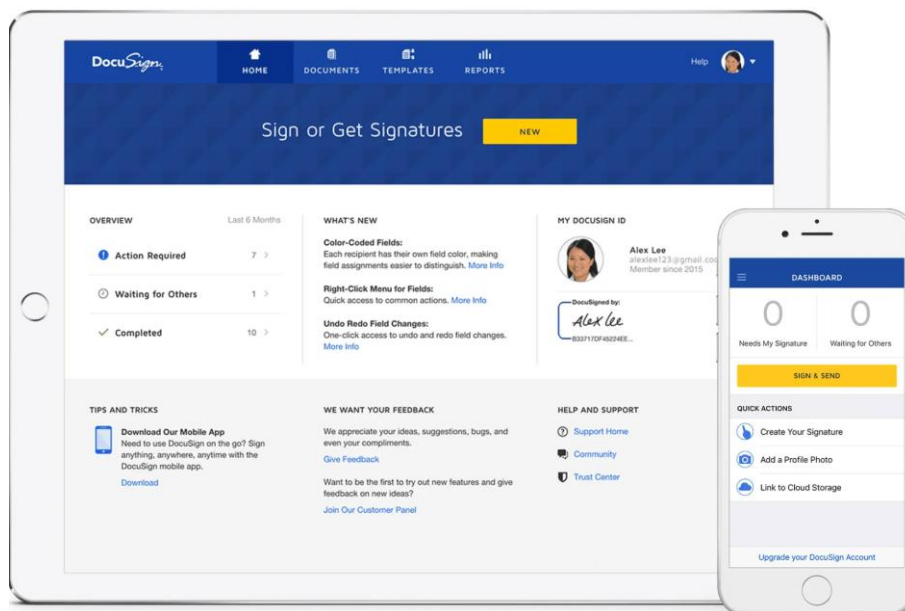 DocuSign
HOME
DOCUMENTS
TEMPLATES
REPORTS
Help
Sign or Get Signatures
NEW
OVERVIEW
Last 6 Months
Action Required 7
Waiting for Others 1
Completed 10
WHAT'S NEW
Color-Coded Fields:
Each recipient has their own field color, making
field assignments easier to distinguish. More Info
Right-Click Menu for Fields:
Quick access to common actions. More Info
Undo Redo Field Changes:
One-click access to undo and redo field changes.
More Info
MY DOCUSIGN ID
Alex Lee
alexlee123@gmail.co
Member since 2015
DocuSigned by:
Alex Lee
B33717DF45224EE...
TIPS AND TRICKS
Download Our Mobile App
Need to use DocuSign on the go? Sign
anything, anywhere, anytime with the
DocuSign mobile app.
Download
WE WANT YOUR FEEDBACK
We appreciate your ideas, suggestions, bugs, and
even your compliments.
Give Feedback
Want to be the first to try out new features and give
feedback on new ideas?
Join Our Customer Panel
HELP AND SUPPORT
Support Home
Community
Trust Center
DASHBOARD
0 0
Needs My Signature Waiting for Others
SIGN & SEND
QUICK ACTIONS
Create Your Signature
Add a Profile Photo
Link to Cloud Storage
Upgrade your DocuSign Account